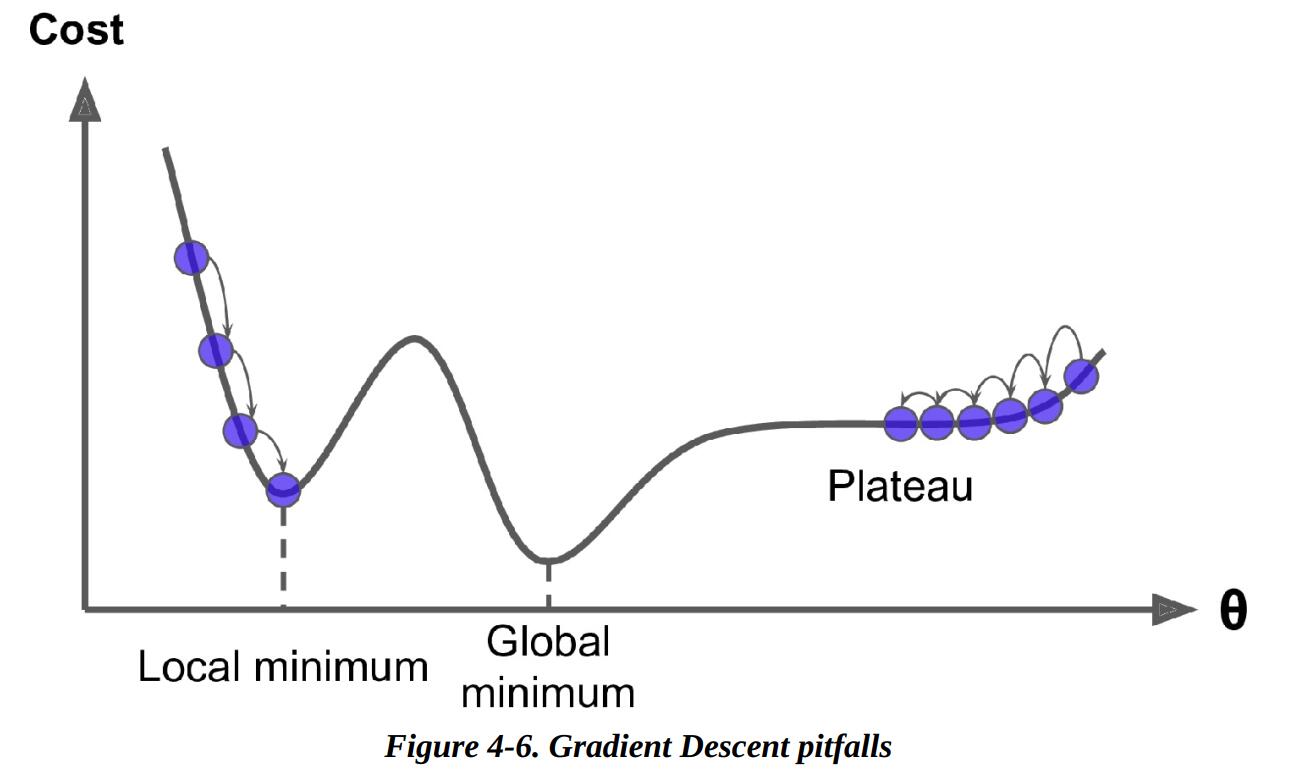 Cost
Plateau
θ
Local minimum
Global
minimum
Figure 4-6. Gradient Descent pitfalls